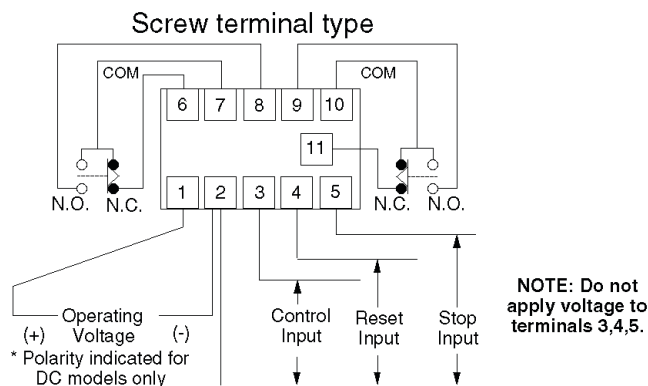 Screw terminal type
COM
COM
6
7
8
9
10
11
1
2
3
4
5
N.O.
N.C.
N.C.
N.O.
Operating
Voltage
(+)
(-)
* Polarity indicated for
DC models only
Control
Input
Reset
Input
Stop
Input
NOTE: Do not
apply voltage to
terminals 3,4,5.